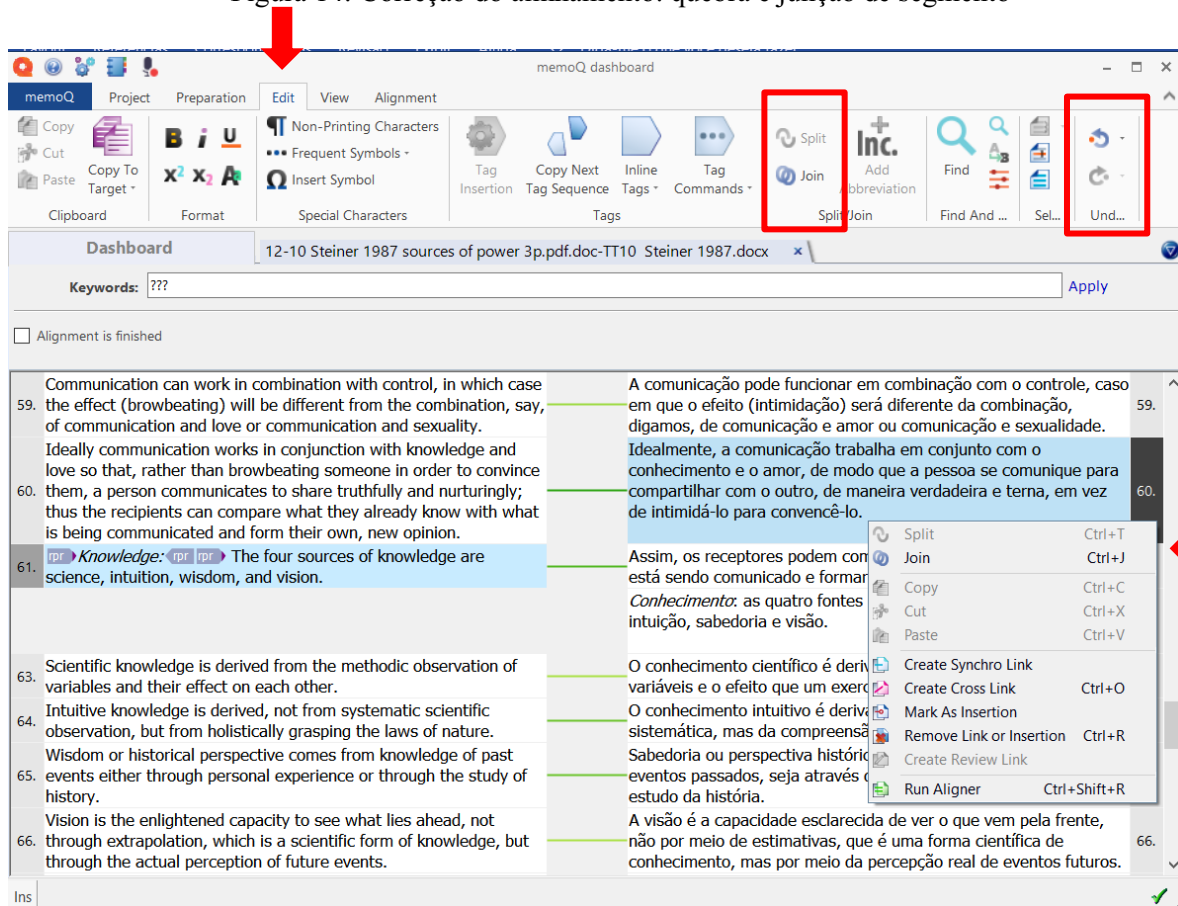 Figura 14: Correção do alinhamento: quebra e junção de segmento
memoQ dashboard
memoQ Project Preparation Edit View Alignment
Copy
Cut
Paste
Copy To
Target
Clipboard
B i U
X² X₂ A
Format
Non-Printing Characters
Frequent Symbols
Insert Symbol
Special Characters
Tag
Insertion
Copy Next
Tag Sequence
Inline
Tags
Tag
Commands
Tags
Split
Join
Inc.
Add
Abbreviation
Split/Join
Find
Find And ...
Sel...
Und...
Dashboard
12-10 Steiner 1987 sources of power 3p.pdf.doc-TT10 Steiner 1987.docx x
Keywords: ??? Apply
Alignment is finished
59.
Communication can work in combination with control, in which case
the effect (browbeating) will be different from the combination, say,
of communication and love or communication and sexuality.
A comunicação pode funcionar em combinação com o controle, caso
em que o efeito (intimidação) será diferente da combinação,
digamos, de comunicação e amor ou comunicação e sexualidade.
59.
60.
Ideally communication works in conjunction with knowledge and
love so that, rather than browbeating someone in order to convince
them, a person communicates to share truthfully and nurturingly;
thus the recipients can compare what they already know with what
is being communicated and form their own, new opinion.
Idealmente, a comunicação trabalha em conjunto com o
conhecimento e o amor, de modo que a pessoa se comunique para
compartilhar com o outro, de maneira verdadeira e terna, em vez
de intimidá-lo para convencê-lo.
60.
61.
rpr Knowledge: rpr rpr The four sources of knowledge are
science, intuition, wisdom, and vision.
Assim, os receptores podem
está sendo comunicado e
Conhecimento: as quatro fontes
intuição, sabedoria e visão.
63.
Scientific knowledge is derived from the methodic observation of
variables and their effect on each other.
O conhecimento científico é
variáveis e o efeito que um
64.
Intuitive knowledge is derived, not from systematic scientific
observation, but from holistically grasping the laws of nature.
O conhecimento intuitivo é
sistemática, mas da
65.
Wisdom or historical perspective comes from knowledge of past
events either through personal experience or through the study of
history.
Sabedoria ou perspectiva
eventos passados, seja através
estudo da história.
66.
Vision is the enlightened capacity to see what lies ahead, not
through extrapolation, which is a scientific form of knowledge, but
through the actual perception of future events.
A visão é a capacidade esclarecida de ver o que vem pela frente,
não por meio de estimativas, que é uma forma científica de
conhecimento, mas por meio da percepção real de eventos futuros.
66.
Split Ctrl+T
Join Ctrl+J
Copy Ctrl+C
Cut Ctrl+X
Paste Ctrl+V
Create Synchro Link
Create Cross Link Ctrl+O
Mark As Insertion
Remove Link or Insertion Ctrl+R
Create Review Link
Run Aligner Ctrl+Shift+R
Ins